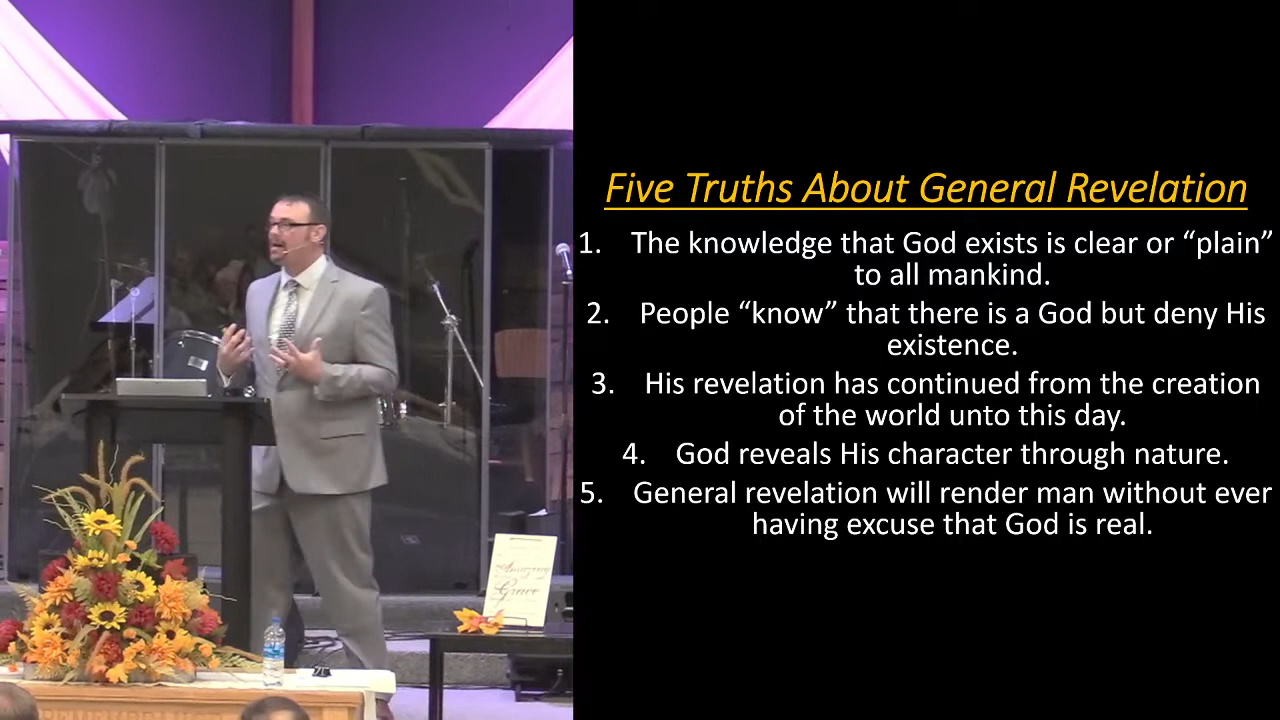 Five Truths About General Revelation
1. The knowledge that God exists is clear or “plain”
to all mankind.
2. People “know” that there is a God but deny His
existence.
3. His revelation has continued from the creation
of the world unto this day.
4. God reveals His character through nature.
5. General revelation will render man without ever
having excuse that God is real.
Amazing
Grace